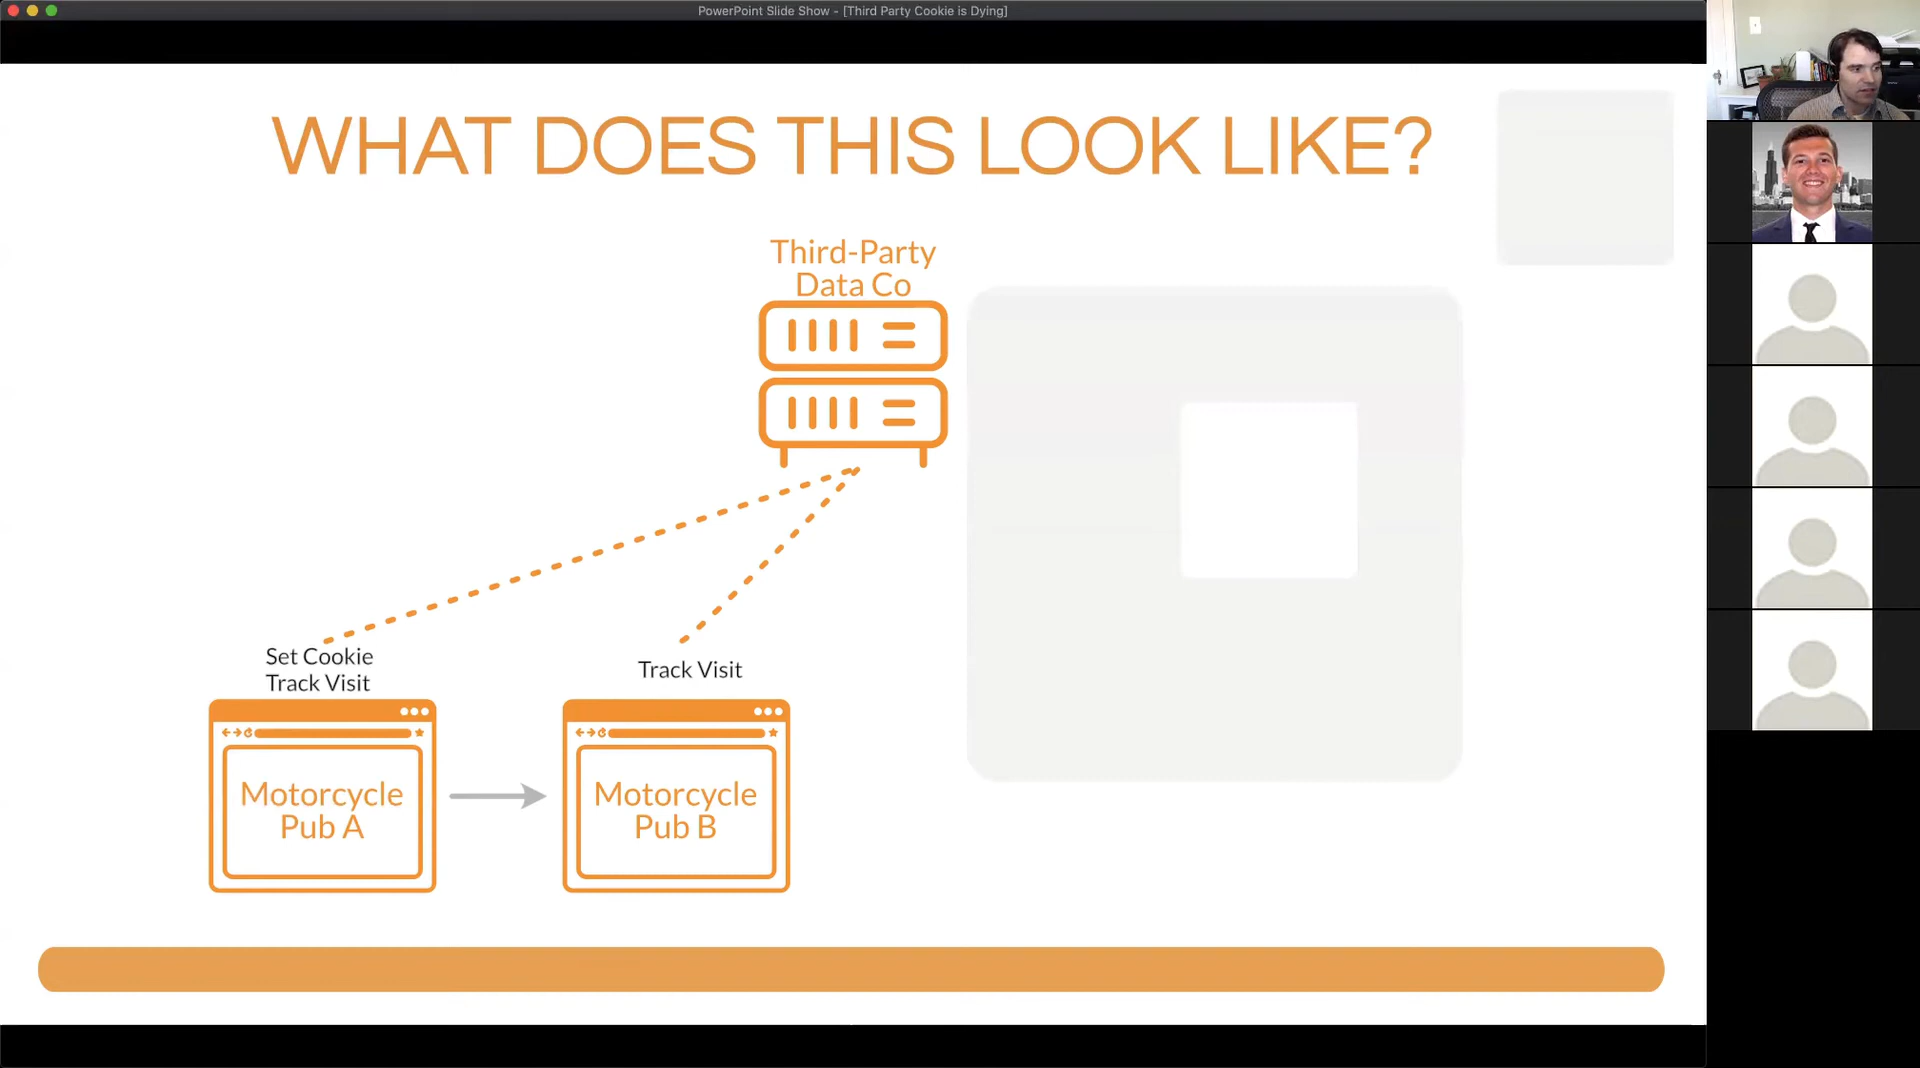 PowerPoint Slide Show - [Third Party Cookie is Dying]
WHAT DOES THIS LOOK LIKE?
Third-Party
Data Co
Set Cookie
Track Visit
Track Visit
Motorcycle
Pub A
Motorcycle
Pub B